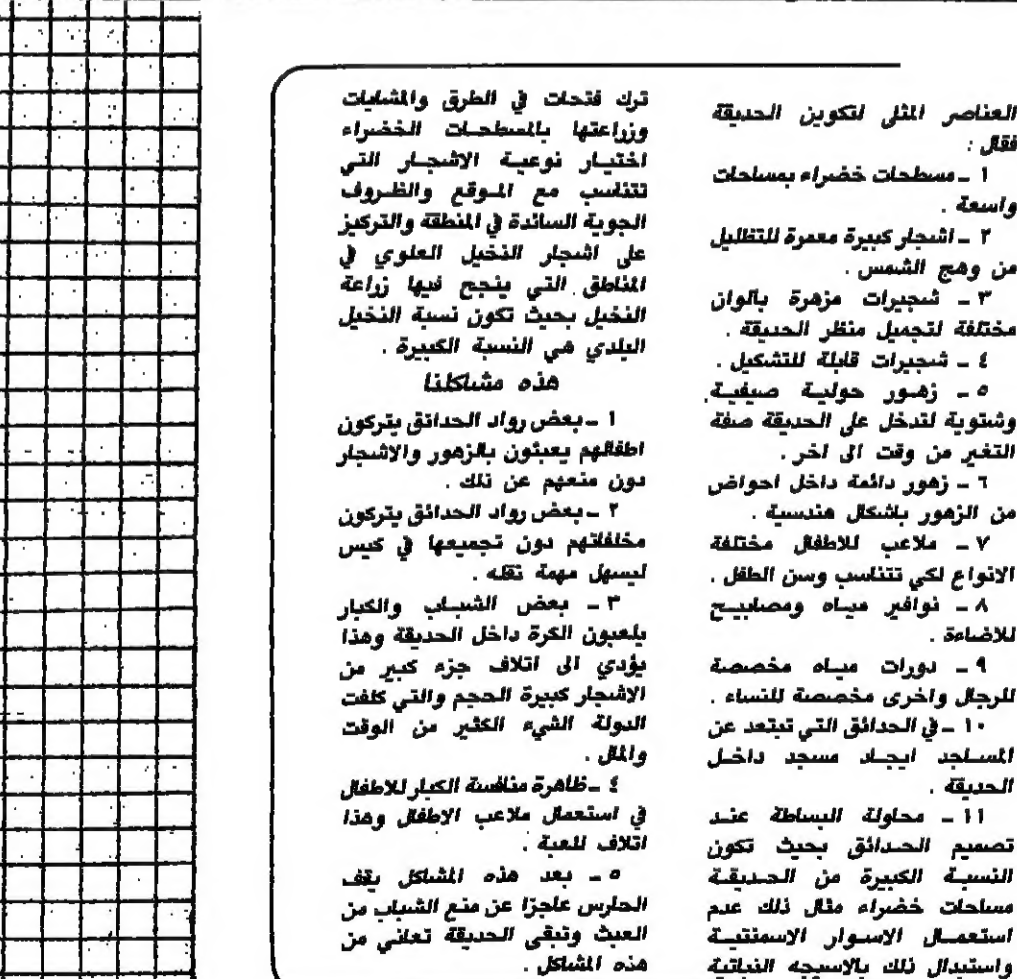 العناصر المثلى لتكوين الحديقة
فقال :
١ ـ مسطحات خضراء بمساحات
واسعة .
٢ ـ اشجار كبيرة معمرة للتظليل
من وهج الشمس .
٣ ـ شجيرات مزهرة بألوان
مختلفة لتجميل منظر الحديقة .
٤ ـ شجيرات قابلة للتشكيل .
٥ ـ زهور حولية صيفية
وشتوية لتدخل على الحديقة صفة
التغير من وقت الى اخر .
٦ ـ زهور دائمة داخل احواض
من الزهور باشكال هندسية .
٧ ـ ملاعب للاطفال مختلفة
الانواع لكي تتناسب وسن الطفل .
٨ ـ نوافير مياه ومصابيح
للاضاءة .
٩ ـ دورات مياه مخصصة
للرجال واخرى مخصصة للنساء .
١٠ ـ في الحدائق التي تبتعد عن
المساجد ايجاد مسجد داخل
الحديقة .
١١ ـ محاولة البساطة عند
تصميم الحدائق بحيث تكون
النسبة الكبيرة من الحديقة
مساحات خضراء مثال ذلك عدم
استعمال الاسوار الاسمنتية
واستبدال ذلك بالاسيجه النباتية
ترك فتحات في الطرق والمشايات
وزراعتها بالمسطحات الخضراء
اختيار نوعية الاشجار التي
تتناسب مع الموقع والظروف
الجوية السائدة في المنطقة والتركيز
على اشجار النخيل العلوي في
المناطق التي ينجح فيها زراعة
النخيل بحيث تكون نسبة النخيل
البلدي هي النسبة الكبيرة .
هذه مشاكلنا
١ ـ بعض رواد الحدائق يتركون
اطفالهم يعبثون بالزهور والاشجار
دون منعهم عن ذلك .
٢ ـ بعض رواد الحدائق يتركون
مخلفاتهم دون تجميعها في كيس
ليسهل مهمة نقله .
٣ ـ بعض الشباب والكبار
يلعبون الكرة داخل الحديقة وهذا
يؤدي الى اتلاف جزء كبير من
الاشجار كبيرة الحجم والتي كلفت
الدولة الشيء الكثير من الوقت
والمال .
٤ ـ ظاهرة منافسة الكبار للاطفال
في استعمال ملاعب الاطفال وهذا
اتلاف للعبة .
٥ ـ بعد هذه المشاكل يقف
الحارس عاجزا عن منع الشباب من
العبث وتبقى الحديقة تعاني من
هذه المشاكل .